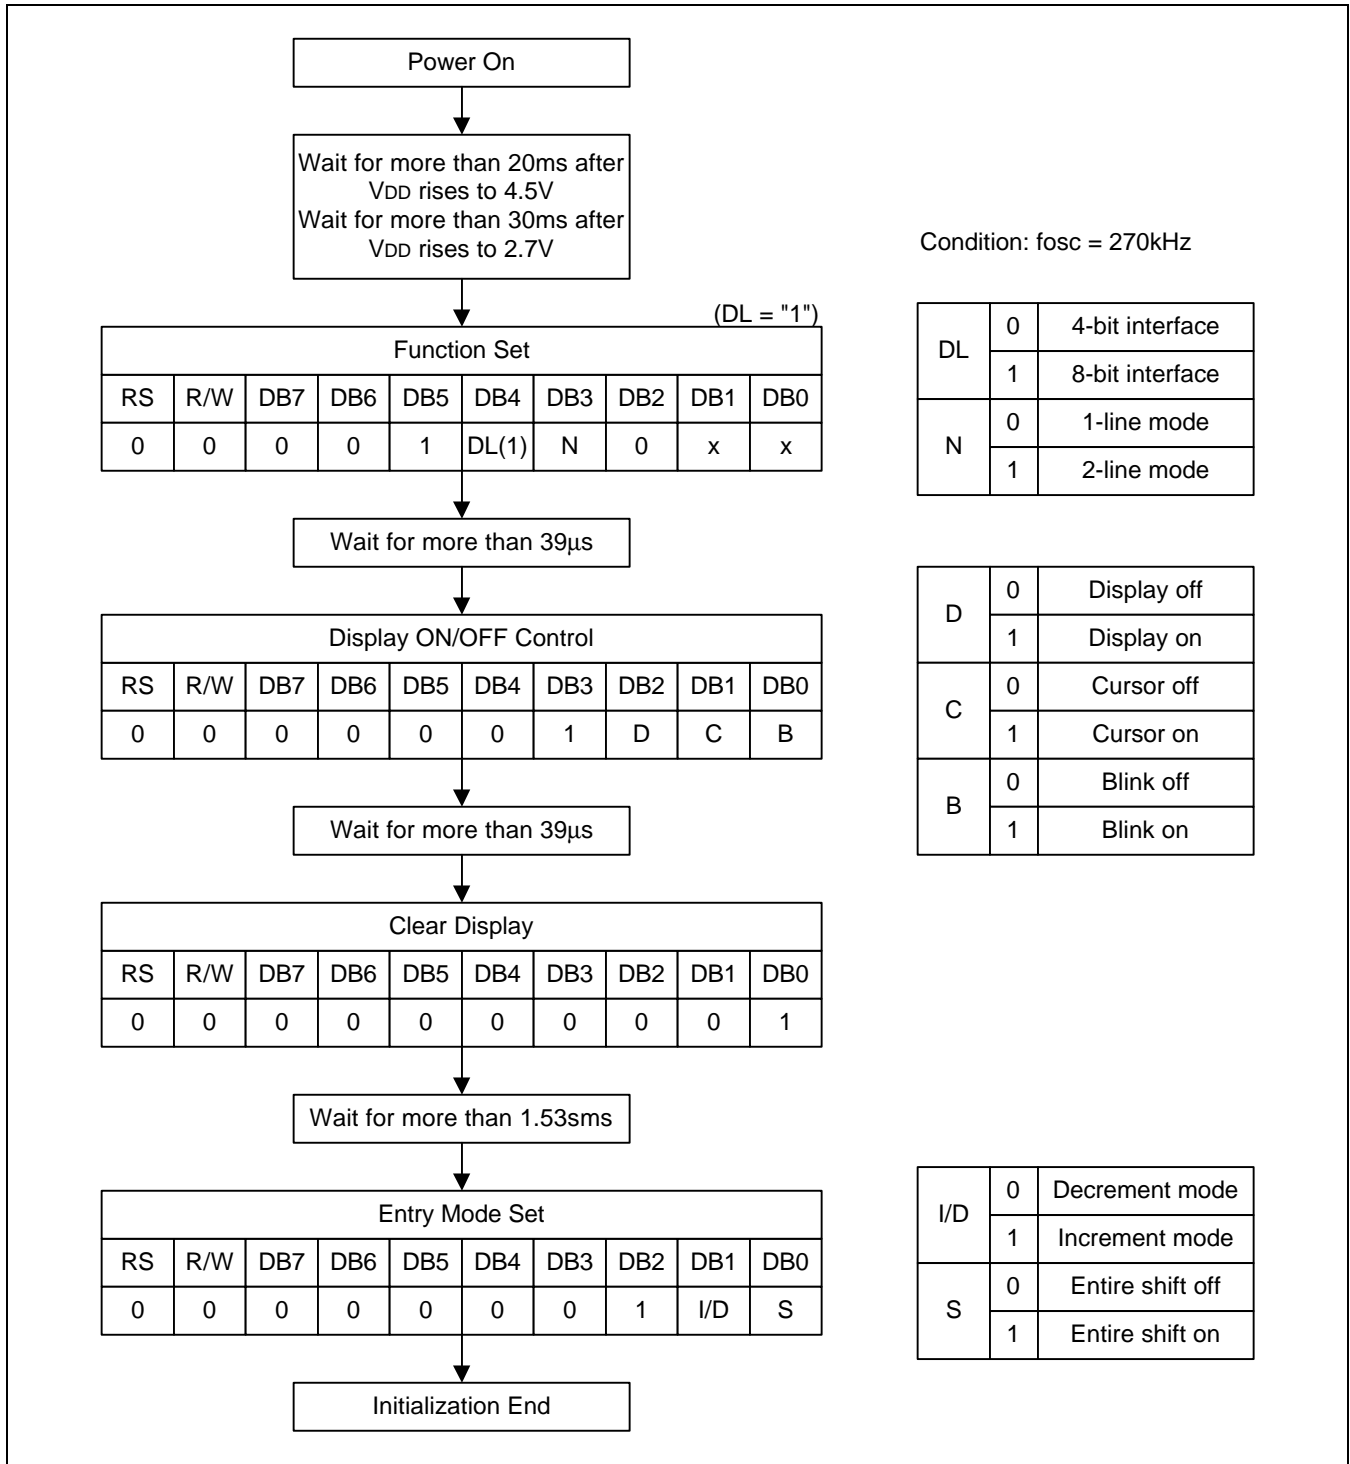 Power On
Wait for more than 20ms after
VDD rises to 4.5V
Wait for more than 30ms after
VDD rises to 2.7V
Condition: fosc = 270kHz
(DL = "1")
Function Set
RS R/W DB7 DB6 DB5 DB4 DB3 DB2 DB1 DB0
0 0 0 0 1 DL(1) N 0 x x
DL 0 4-bit interface
1 8-bit interface
N 0 1-line mode
1 2-line mode
Wait for more than 39µs
Display ON/OFF Control
RS R/W DB7 DB6 DB5 DB4 DB3 DB2 DB1 DB0
0 0 0 0 0 0 1 D C B
D 0 Display off
1 Display on
C 0 Cursor off
1 Cursor on
B 0 Blink off
1 Blink on
Wait for more than 39µs
Clear Display
RS R/W DB7 DB6 DB5 DB4 DB3 DB2 DB1 DB0
0 0 0 0 0 0 0 0 0 1
Wait for more than 1.53sms
Entry Mode Set
RS R/W DB7 DB6 DB5 DB4 DB3 DB2 DB1 DB0
0 0 0 0 0 0 0 1 I/D S
I/D 0 Decrement mode
1 Increment mode
S 0 Entire shift off
1 Entire shift on
Initialization End